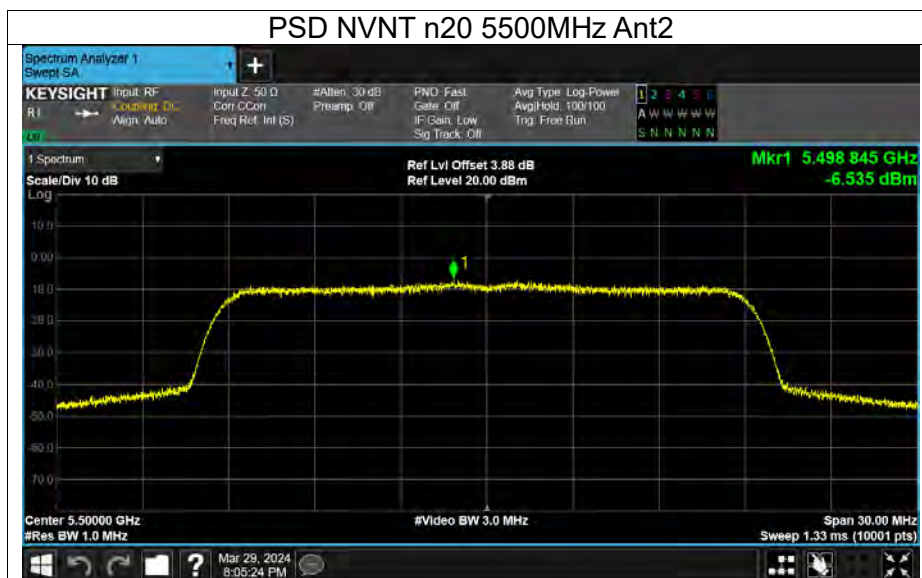 PSD NVNT n20 5500MHz Ant2
Spectrum Analyzer 1
Swept SA
+
KEYSIGHT Input: RF
R L
Coupling: DC
Align: Auto
Input Z: 50 Ω
Corr CCorr
Freq Ref: Int (S)
#Atten: 30 dB
Preamp: Off
PNO: Fast
Gate: Off
IF Gain: Low
Sig Track: Off
Avg Type: Log-Power
Avg|Hold: 100/100
Trig: Free Run
1 2 3 4 5 6
A W W W W W
S N N N N N
1 Spectrum
Scale/Div 10 dB
Log
Ref Lvl Offset 3.88 dB
Ref Level 20.00 dBm
Mkr1 5.498 845 GHz
-6.535 dBm
10.0
0.00
-10.0
-20.0
-30.0
-40.0
-50.0
-60.0
-70.0
1
Center 5.50000 GHz
#Res BW 1.0 MHz
#Video BW 3.0 MHz
Span 30.00 MHz
Sweep 1.33 ms (10001 pts)
?
Mar 29, 2024
8:05:24 PM